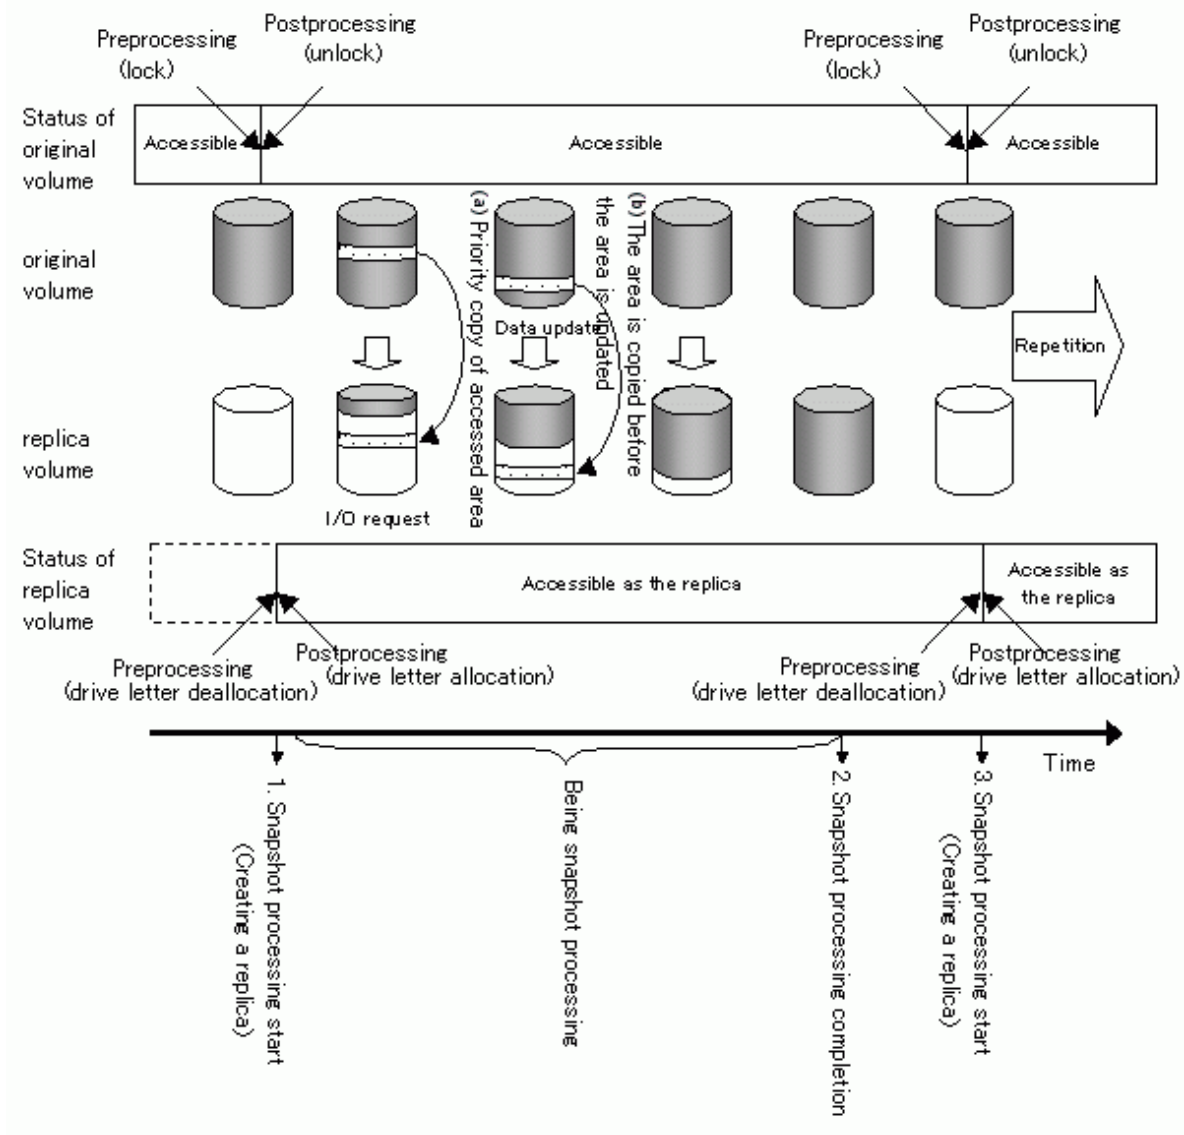 Preprocessing
(lock)
Postprocessing
(unlock)
Preprocessing
(lock)
Postprocessing
(unlock)
Status of
original
volume
Accessible
Accessible
Accessible
original
volume
(a) Priority copy of accessed area
(b) The area is copied before
the area is updated
Data update
Repetition
replica
volume
I/O request
Status of
replica
volume
Accessible as the replica
Accessible as
the replica
Preprocessing
(drive letter deallocation)
Postprocessing
(drive letter allocation)
Preprocessing
(drive letter deallocation)
Postprocessing
(drive letter allocation)
Time
1. Snapshot processing start
(Creating a replica)
Being snapshot processing
2. Snapshot processing completion
3. Snapshot processing start
(Creating a replica)